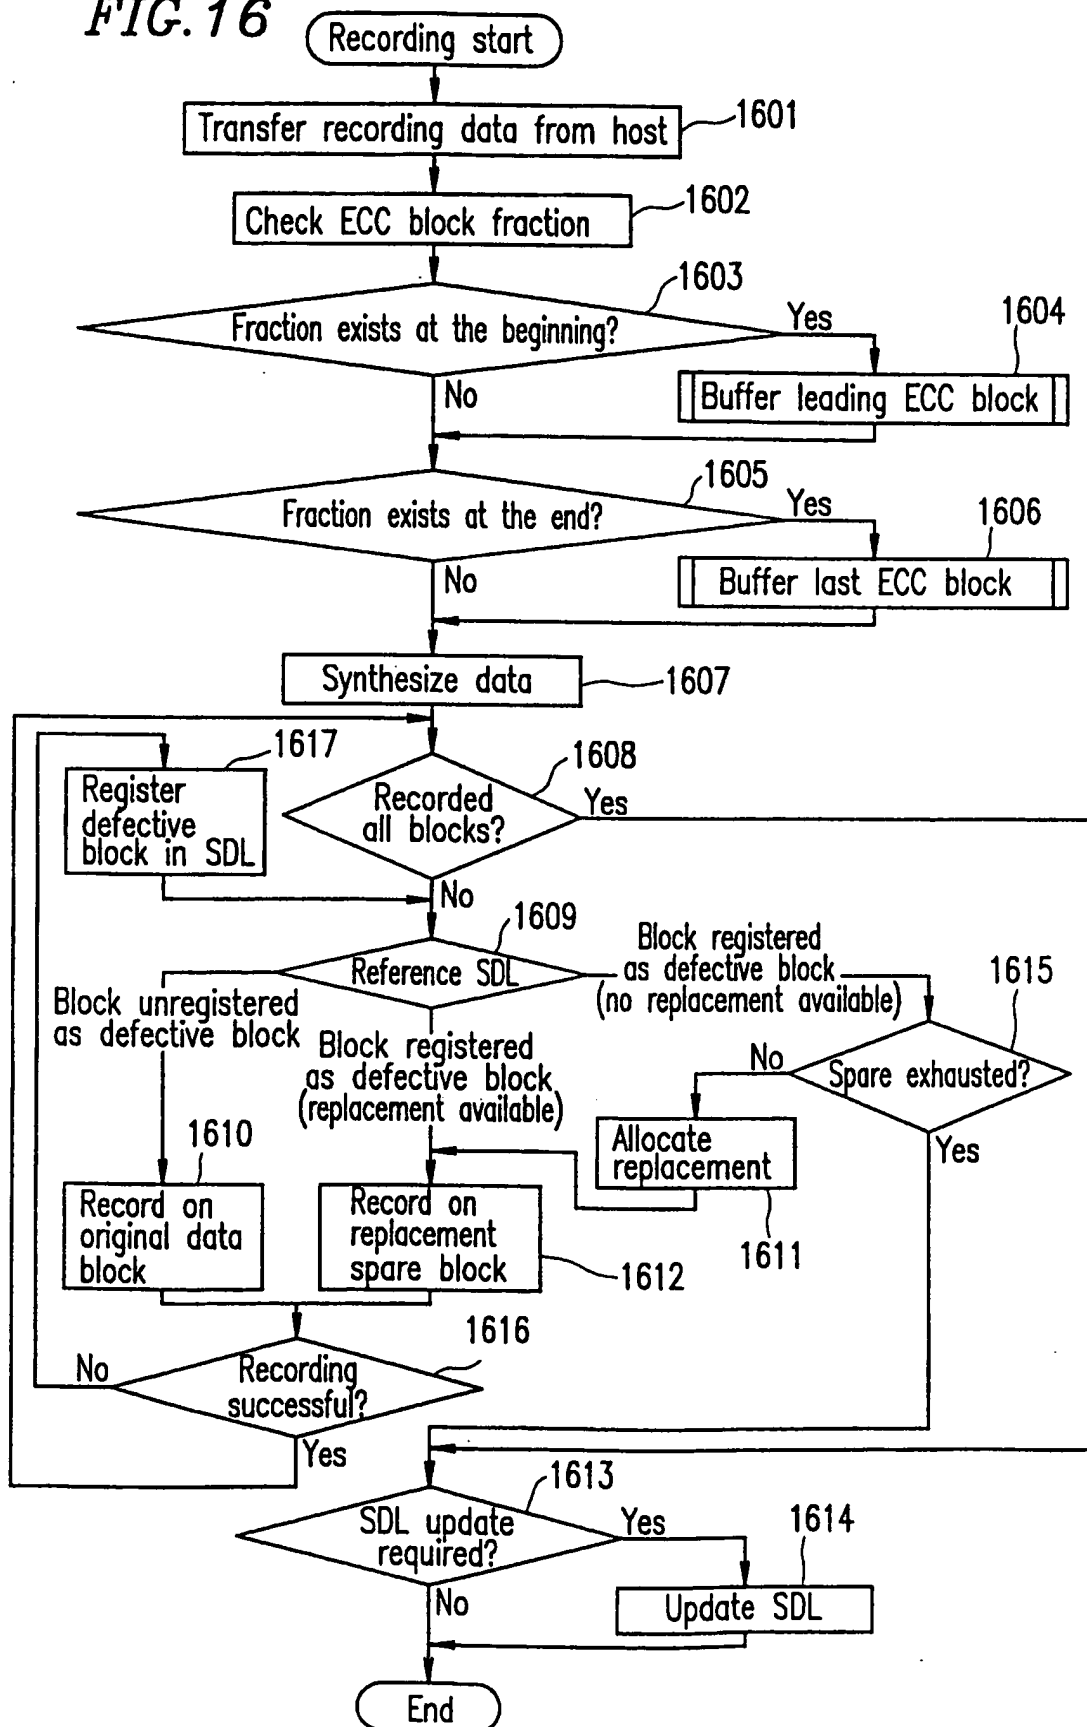 FIG. 16
Recording start
Transfer recording data from host
1601
Check ECC block fraction
1602
1603
Fraction exists at the beginning?
Yes
1604
Buffer leading ECC block
No
1605
Fraction exists at the end?
Yes
1606
Buffer last ECC block
No
Synthesize data
1607
1617
Register
defective
block in SDL
1608
Recorded
all blocks?
Yes
No
1609
Reference SDL
Block registered
as defective block
(no replacement available)
1615
Block unregistered
as defective block
Block registered
as defective block
(replacement available)
No
Spare exhausted?
Yes
Allocate
replacement
1611
1610
Record on
original data
block
Record on
replacement
spare block
1612
1616
No
Recording
successful?
Yes
1613
SDL update
required?
Yes
1614
Update SDL
No
End